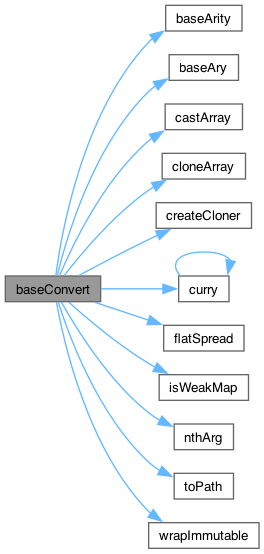 baseArity
baseAry
castArray
cloneArray
createCloner
baseConvert
curry
flatSpread
isWeakMap
nthArg
toPath
wrapImmutable